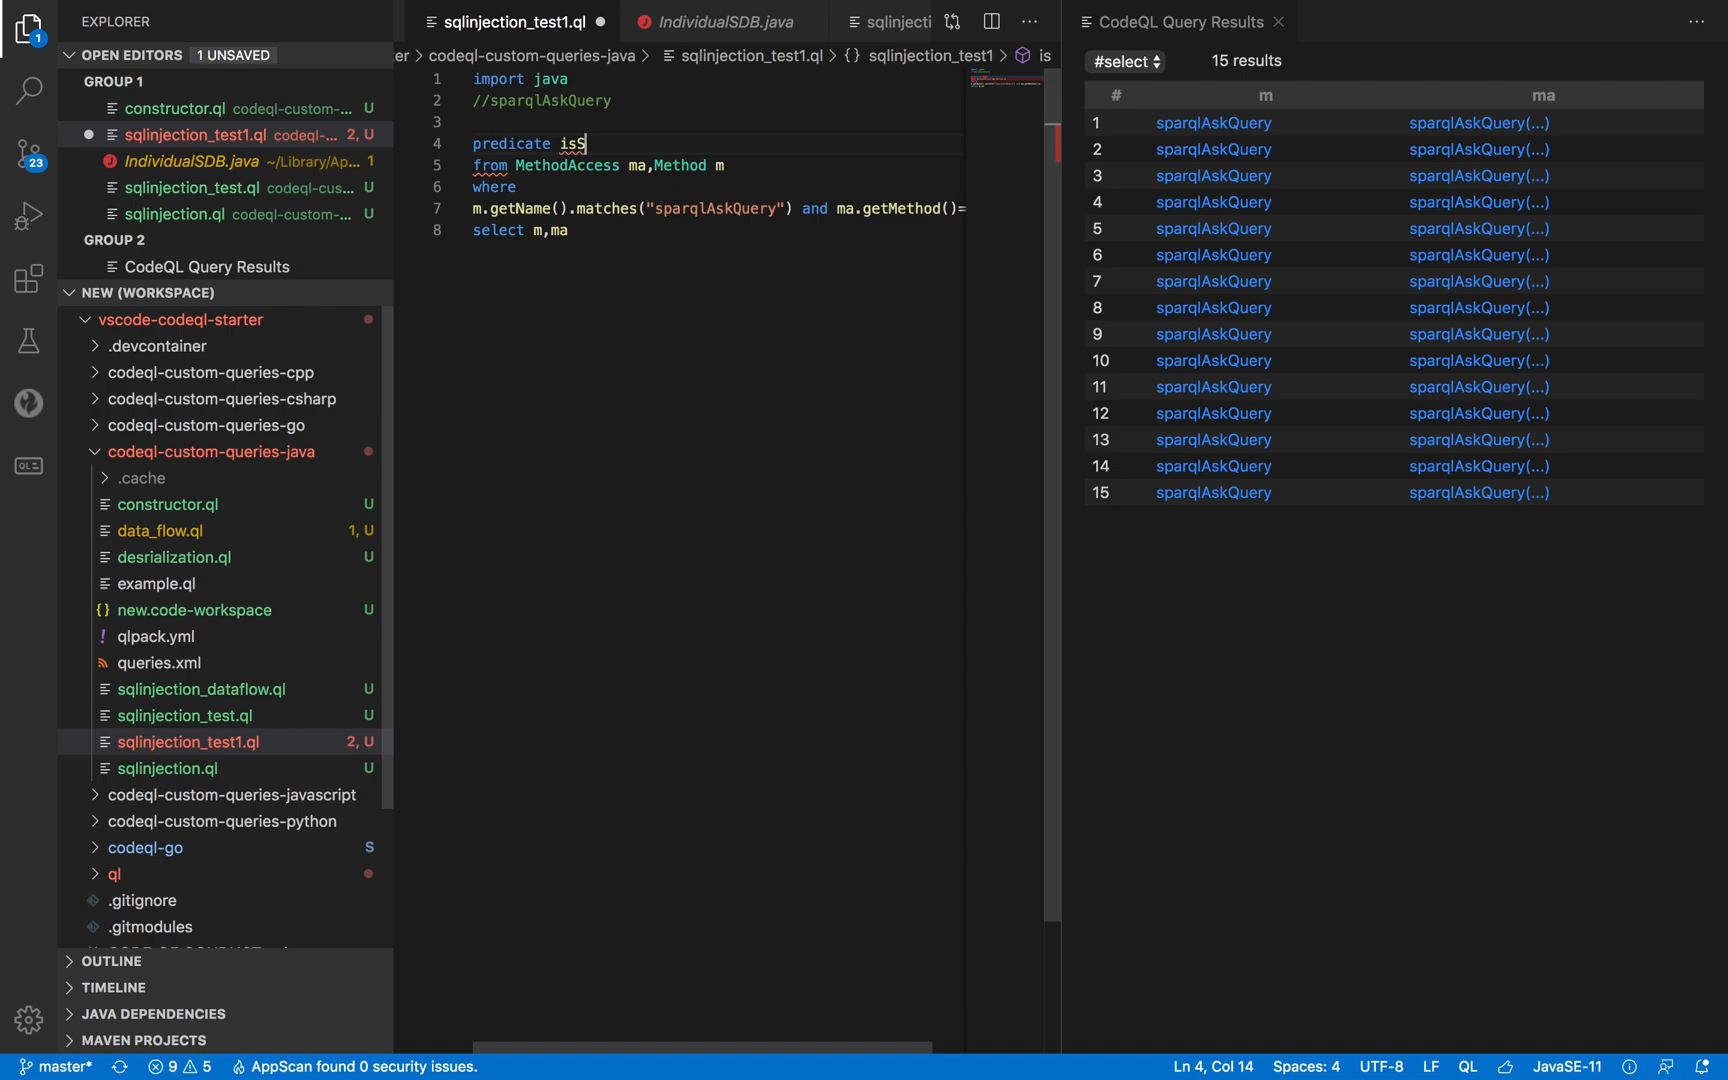 EXPLORER
OPEN EDITORS 1 UNSAVED
GROUP 1
constructor.ql codeql-custom-... U
sqlinjection_test1.ql codeql-... 2, U
IndividualSDB.java ~/Library/Ap... 1
sqlinjection_test.ql codeql-cus... U
sqlinjection.ql codeql-custom-... U
GROUP 2
CodeQL Query Results
NEW (WORKSPACE)
vscode-codeql-starter
.devcontainer
codeql-custom-queries-cpp
codeql-custom-queries-csharp
codeql-custom-queries-go
codeql-custom-queries-java
.cache
constructor.ql U
data_flow.ql 1, U
desrialization.ql U
example.ql
new.code-workspace U
qlpack.yml
queries.xml
sqlinjection_dataflow.ql U
sqlinjection_test.ql U
sqlinjection_test1.ql 2, U
sqlinjection.ql U
codeql-custom-queries-javascript
codeql-custom-queries-python
codeql-go S
ql
.gitignore
.gitmodules
OUTLINE
TIMELINE
JAVA DEPENDENCIES
MAVEN PROJECTS
1
23
sqlinjection_test1.ql IndividualSDB.java sqlinjecti ...
er > codeql-custom-queries-java > sqlinjection_test1.ql > {} sqlinjection_test1 > is
1 import java
2 //sparqlAskQuery
3
4 predicate isS
5 from MethodAccess ma,Method m
6 where
7 m.getName().matches("sparqlAskQuery") and ma.getMethod()=
8 select m,ma
CodeQL Query Results ...
#select 15 results
# m ma
1 sparqlAskQuery sparqlAskQuery(...)
2 sparqlAskQuery sparqlAskQuery(...)
3 sparqlAskQuery sparqlAskQuery(...)
4 sparqlAskQuery sparqlAskQuery(...)
5 sparqlAskQuery sparqlAskQuery(...)
6 sparqlAskQuery sparqlAskQuery(...)
7 sparqlAskQuery sparqlAskQuery(...)
8 sparqlAskQuery sparqlAskQuery(...)
9 sparqlAskQuery sparqlAskQuery(...)
10 sparqlAskQuery sparqlAskQuery(...)
11 sparqlAskQuery sparqlAskQuery(...)
12 sparqlAskQuery sparqlAskQuery(...)
13 sparqlAskQuery sparqlAskQuery(...)
14 sparqlAskQuery sparqlAskQuery(...)
15 sparqlAskQuery sparqlAskQuery(...)
master* 9 5 AppScan found 0 security issues. Ln 4, Col 14 Spaces: 4 UTF-8 LF QL JavaSE-11